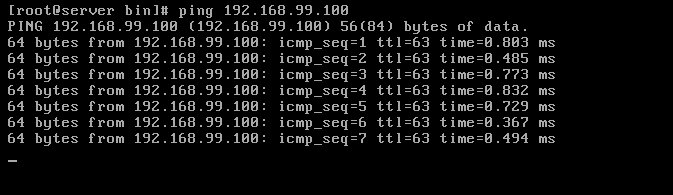 [root@server bin]# ping 192.168.99.100
PING 192.168.99.100 (192.168.99.100) 56(84) bytes of data.
64 bytes from 192.168.99.100: icmp_seq=1 ttl=63 time=0.803 ms
64 bytes from 192.168.99.100: icmp_seq=2 ttl=63 time=0.485 ms
64 bytes from 192.168.99.100: icmp_seq=3 ttl=63 time=0.773 ms
64 bytes from 192.168.99.100: icmp_seq=4 ttl=63 time=0.832 ms
64 bytes from 192.168.99.100: icmp_seq=5 ttl=63 time=0.729 ms
64 bytes from 192.168.99.100: icmp_seq=6 ttl=63 time=0.367 ms
64 bytes from 192.168.99.100: icmp_seq=7 ttl=63 time=0.494 ms